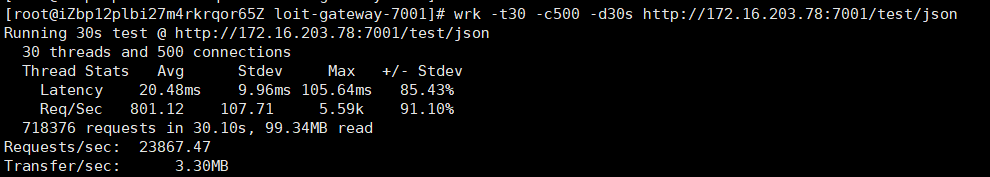 [root@iZbp12plbi27m4rkrqor65Z loit-gateway-7001]# wrk -t30 -c500 -d30s http://172.16.203.78:7001/test/json
Running 30s test @ http://172.16.203.78:7001/test/json
  30 threads and 500 connections
  Thread Stats   Avg      Stdev     Max   +/- Stdev
    Latency    20.48ms    9.96ms 105.64ms   85.43%
    Req/Sec   801.12    107.71     5.59k    91.10%
  718376 requests in 30.10s, 99.34MB read
Requests/sec:  23867.47
Transfer/sec:      3.30MB